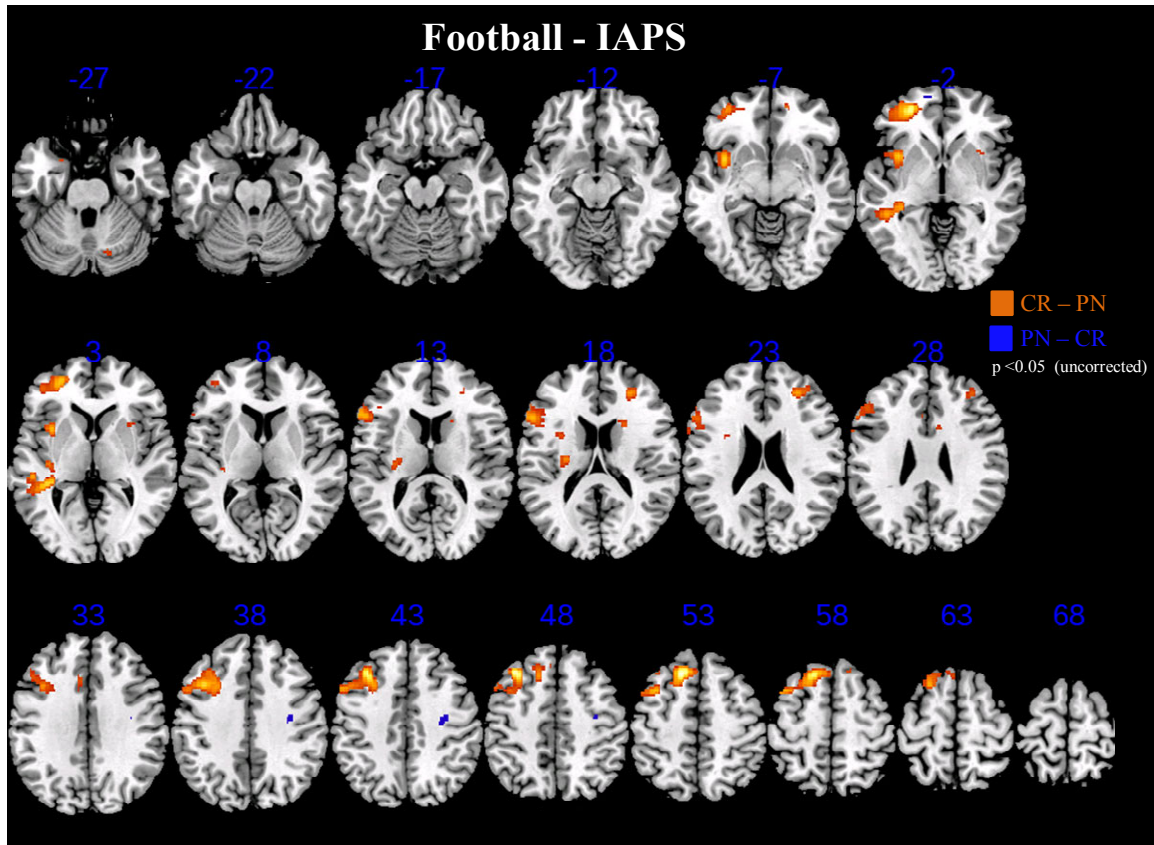 Football - IAPS
-27 -22 -17 -12 -7 -2
CR – PN
PN – CR
p <0.05 (uncorrected)
3 8 13 18 23 28
33 38 43 48 53 58 63 68